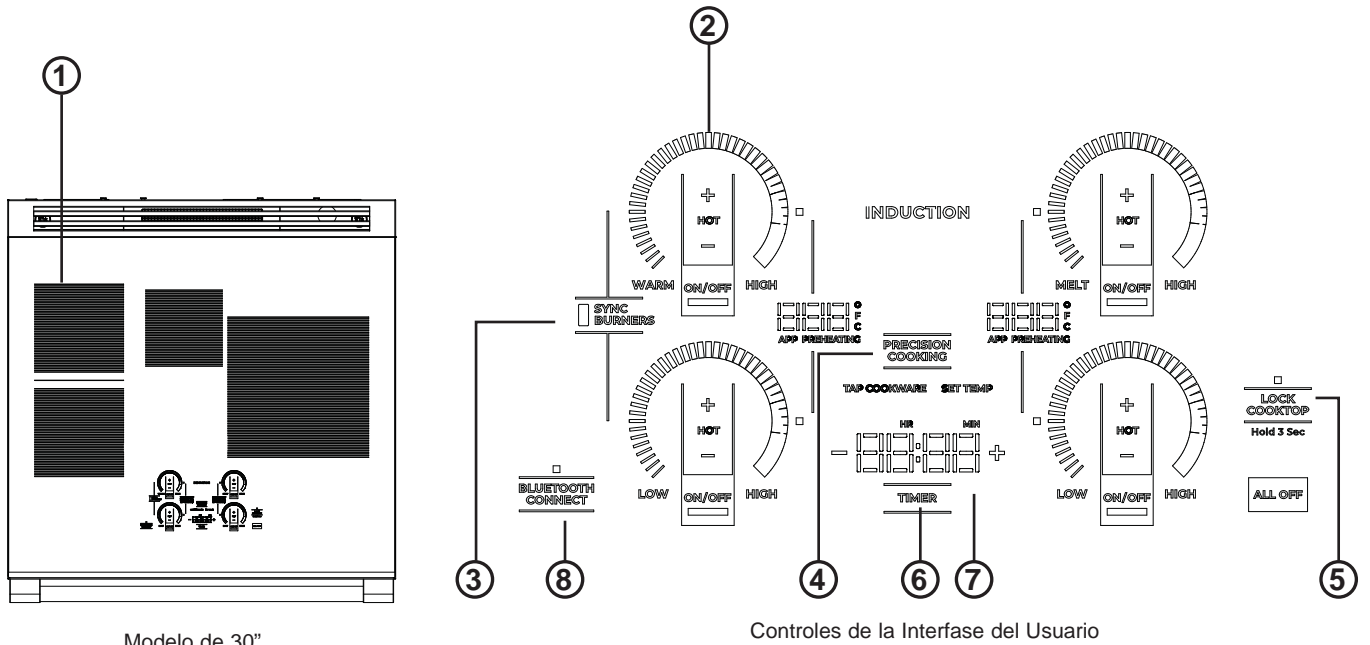 1
2
INDUCTION
+
HOT
−
WARM
ON/OFF
HIGH
+
HOT
−
MELT
ON/OFF
HIGH
SYNC
BURNERS
O
F
C
APP PREHEATING
O
F
C
APP PREHEATING
PRECISION
COOKING
TAP COOKWARE SET TEMP
+
HOT
−
LOW
ON/OFF
HIGH
HR MIN
− 88:88 +
TIMER
+
HOT
−
LOW
ON/OFF
HIGH
LOCK
COOKTOP
Hold 3 Sec
ALL OFF
BLUETOOTH
CONNECT
3
8
4
6
7
5
Modelo de 30”
Controles de la Interfase del Usuario